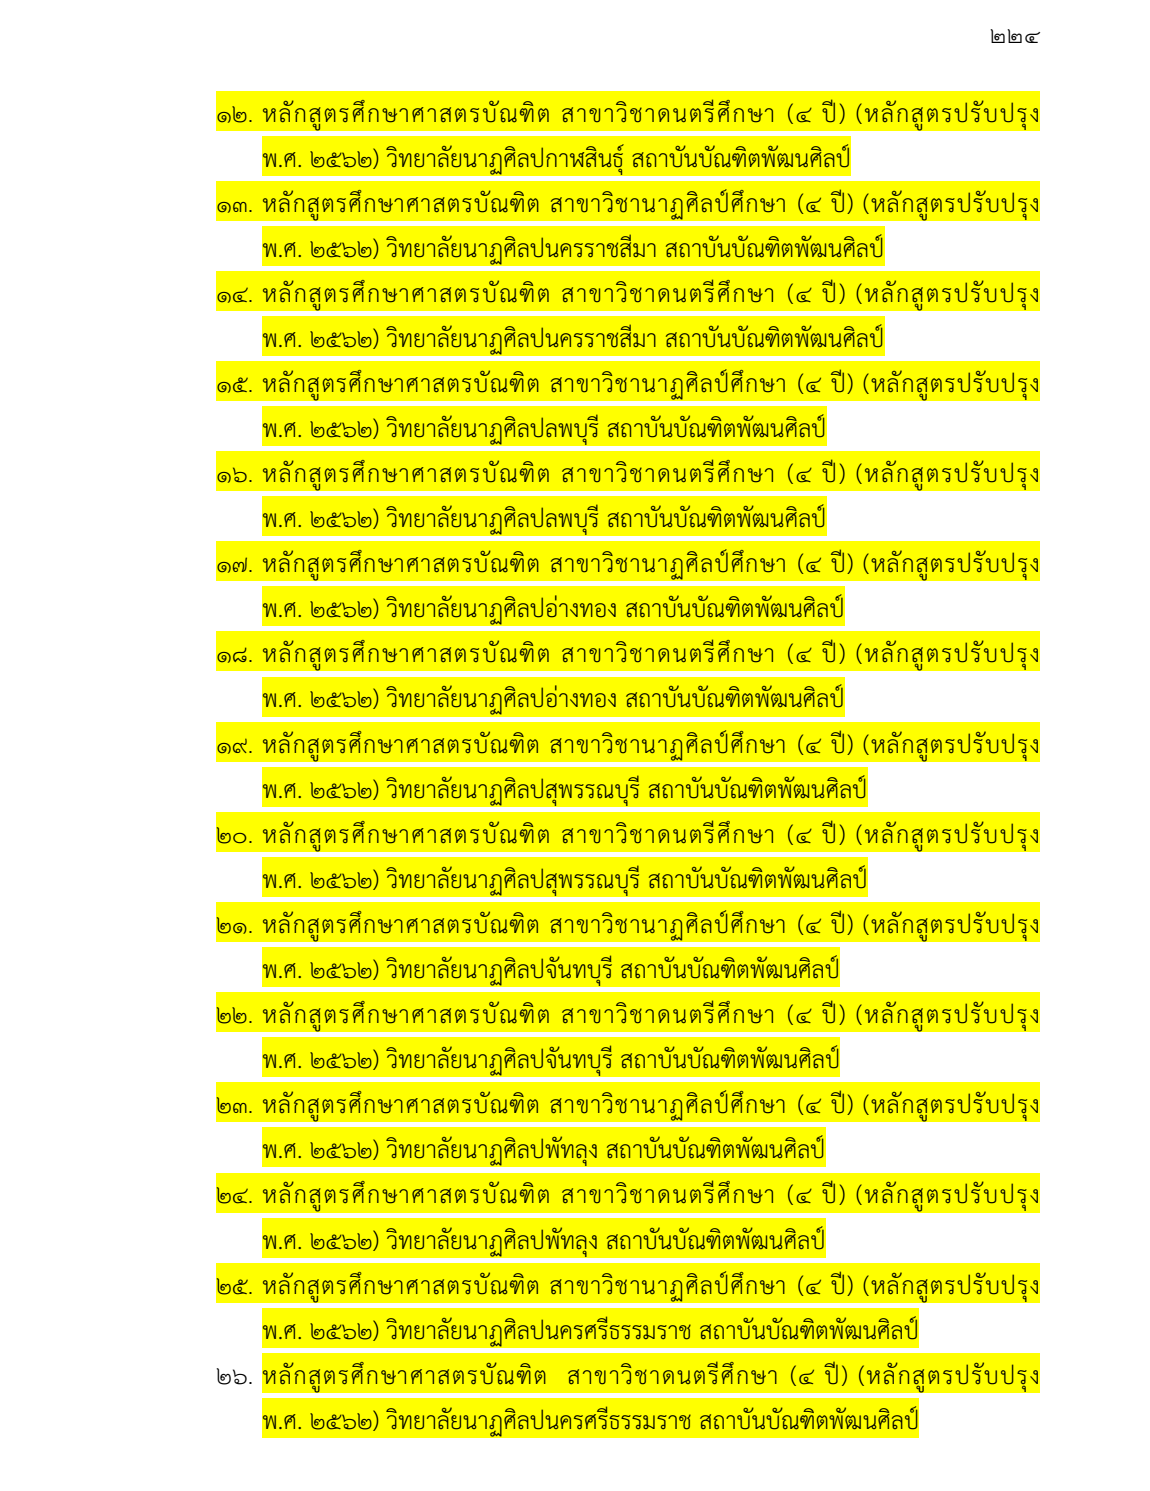 ๒๒๔
๑๒. หลักสูตรศึกษาศาสตรบัณฑิต สาขาวิชาดนตรีศึกษา (๔ ปี) (หลักสูตรปรับปรุง
พ.ศ. ๒๕๖๒) วิทยาลัยนาฏศิลปกาฬสินธุ์ สถาบันบัณฑิตพัฒนศิลป์
๑๓. หลักสูตรศึกษาศาสตรบัณฑิต สาขาวิชานาฏศิลป์ศึกษา (๔ ปี) (หลักสูตรปรับปรุง
พ.ศ. ๒๕๖๒) วิทยาลัยนาฏศิลปนครราชสีมา สถาบันบัณฑิตพัฒนศิลป์
๑๔. หลักสูตรศึกษาศาสตรบัณฑิต สาขาวิชาดนตรีศึกษา (๔ ปี) (หลักสูตรปรับปรุง
พ.ศ. ๒๕๖๒) วิทยาลัยนาฏศิลปนครราชสีมา สถาบันบัณฑิตพัฒนศิลป์
๑๕. หลักสูตรศึกษาศาสตรบัณฑิต สาขาวิชานาฏศิลป์ศึกษา (๔ ปี) (หลักสูตรปรับปรุง
พ.ศ. ๒๕๖๒) วิทยาลัยนาฏศิลปลพบุรี สถาบันบัณฑิตพัฒนศิลป์
๑๖. หลักสูตรศึกษาศาสตรบัณฑิต สาขาวิชาดนตรีศึกษา (๔ ปี) (หลักสูตรปรับปรุง
พ.ศ. ๒๕๖๒) วิทยาลัยนาฏศิลปลพบุรี สถาบันบัณฑิตพัฒนศิลป์
๑๗. หลักสูตรศึกษาศาสตรบัณฑิต สาขาวิชานาฏศิลป์ศึกษา (๔ ปี) (หลักสูตรปรับปรุง
พ.ศ. ๒๕๖๒) วิทยาลัยนาฏศิลปอ่างทอง สถาบันบัณฑิตพัฒนศิลป์
๑๘. หลักสูตรศึกษาศาสตรบัณฑิต สาขาวิชาดนตรีศึกษา (๔ ปี) (หลักสูตรปรับปรุง
พ.ศ. ๒๕๖๒) วิทยาลัยนาฏศิลปอ่างทอง สถาบันบัณฑิตพัฒนศิลป์
๑๙. หลักสูตรศึกษาศาสตรบัณฑิต สาขาวิชานาฏศิลป์ศึกษา (๔ ปี) (หลักสูตรปรับปรุง
พ.ศ. ๒๕๖๒) วิทยาลัยนาฏศิลปสุพรรณบุรี สถาบันบัณฑิตพัฒนศิลป์
๒๐. หลักสูตรศึกษาศาสตรบัณฑิต สาขาวิชาดนตรีศึกษา (๔ ปี) (หลักสูตรปรับปรุง
พ.ศ. ๒๕๖๒) วิทยาลัยนาฏศิลปสุพรรณบุรี สถาบันบัณฑิตพัฒนศิลป์
๒๑. หลักสูตรศึกษาศาสตรบัณฑิต สาขาวิชานาฏศิลป์ศึกษา (๔ ปี) (หลักสูตรปรับปรุง
พ.ศ. ๒๕๖๒) วิทยาลัยนาฏศิลปจันทบุรี สถาบันบัณฑิตพัฒนศิลป์
๒๒. หลักสูตรศึกษาศาสตรบัณฑิต สาขาวิชาดนตรีศึกษา (๔ ปี) (หลักสูตรปรับปรุง
พ.ศ. ๒๕๖๒) วิทยาลัยนาฏศิลปจันทบุรี สถาบันบัณฑิตพัฒนศิลป์
๒๓. หลักสูตรศึกษาศาสตรบัณฑิต สาขาวิชานาฏศิลป์ศึกษา (๔ ปี) (หลักสูตรปรับปรุง
พ.ศ. ๒๕๖๒) วิทยาลัยนาฏศิลปพัทลุง สถาบันบัณฑิตพัฒนศิลป์
๒๔. หลักสูตรศึกษาศาสตรบัณฑิต สาขาวิชาดนตรีศึกษา (๔ ปี) (หลักสูตรปรับปรุง
พ.ศ. ๒๕๖๒) วิทยาลัยนาฏศิลปพัทลุง สถาบันบัณฑิตพัฒนศิลป์
๒๕. หลักสูตรศึกษาศาสตรบัณฑิต สาขาวิชานาฏศิลป์ศึกษา (๔ ปี) (หลักสูตรปรับปรุง
พ.ศ. ๒๕๖๒) วิทยาลัยนาฏศิลปนครศรีธรรมราช สถาบันบัณฑิตพัฒนศิลป์
๒๖. หลักสูตรศึกษาศาสตรบัณฑิต สาขาวิชาดนตรีศึกษา (๔ ปี) (หลักสูตรปรับปรุง
พ.ศ. ๒๕๖๒) วิทยาลัยนาฏศิลปนครศรีธรรมราช สถาบันบัณฑิตพัฒนศิลป์